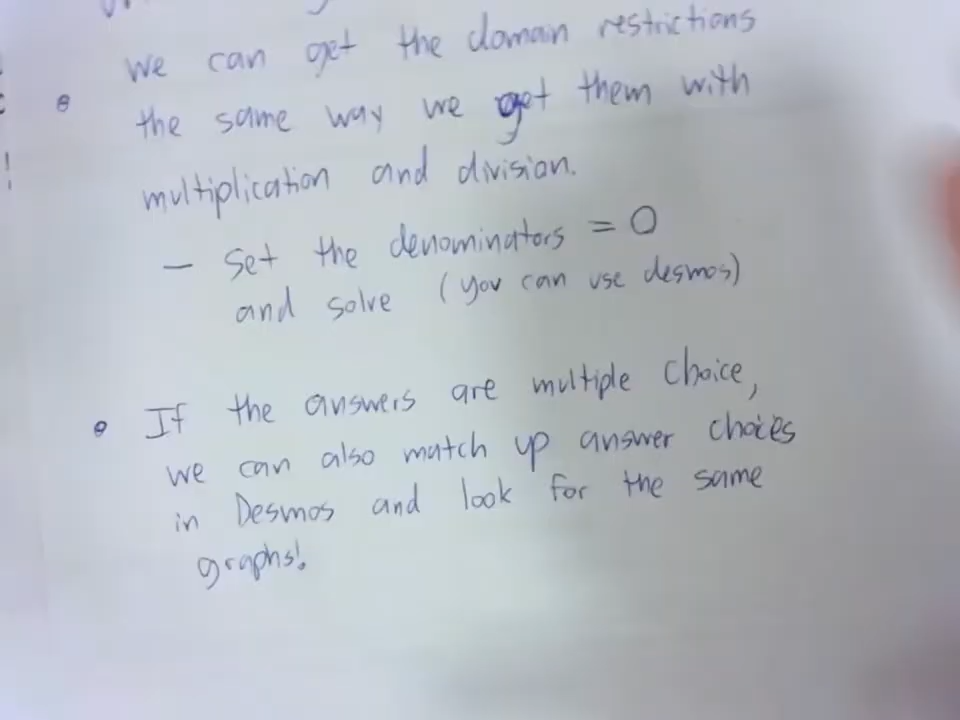 we can get the domain restrictions
the same way we get them with
multiplication and division.
- Set the denominators = 0
and solve (you can use desmos)
If the answers are multiple choice,
we can also match up answer choices
in Desmos and look for the same
graphs!